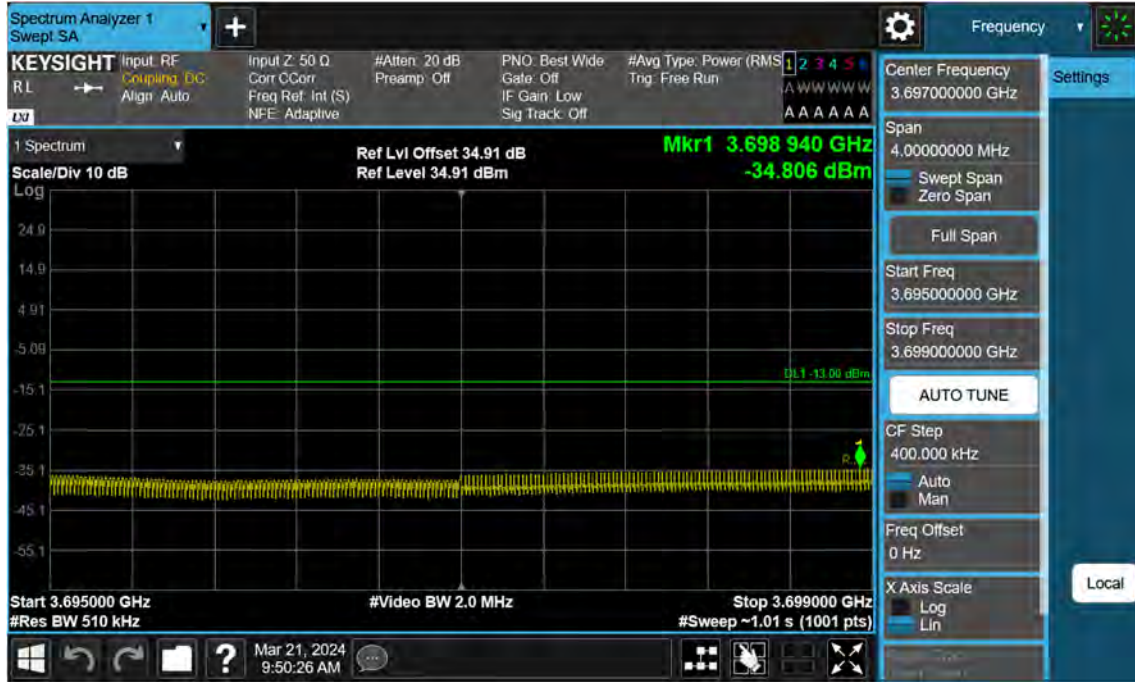 Spectrum Analyzer 1
Swept SA
Frequency
KEYSIGHT
RL
LXI
Input: RF
Coupling: DC
Align: Auto
Input Z: 50 Ω
Corr CCorr
Freq Ref: Int (S)
NFE: Adaptive
#Atten: 20 dB
Preamp: Off
PNO: Best Wide
Gate: Off
IF Gain: Low
Sig Track: Off
#Avg Type: Power (RMS
Trig: Free Run
1 2 3 4 5 6
A W W W W W
A A A A A A
1 Spectrum
Scale/Div 10 dB
Log
Ref Lvl Offset 34.91 dB
Ref Level 34.91 dBm
Mkr1 3.698 940 GHz
-34.806 dBm
24.9
14.9
4.91
-5.09
DL1 -13.00 dBm
-15.1
-25.1
1
-35.1
-45.1
-55.1
Start 3.695000 GHz
#Res BW 510 kHz
#Video BW 2.0 MHz
Stop 3.699000 GHz
#Sweep ~1.01 s (1001 pts)
?
Mar 21, 2024
9:50:26 AM
Center Frequency
3.697000000 GHz
Span
4.00000000 MHz
Swept Span
Zero Span
Full Span
Start Freq
3.695000000 GHz
Stop Freq
3.699000000 GHz
AUTO TUNE
CF Step
400.000 kHz
Auto
Man
Freq Offset
0 Hz
X Axis Scale
Log
Lin
Settings
Local